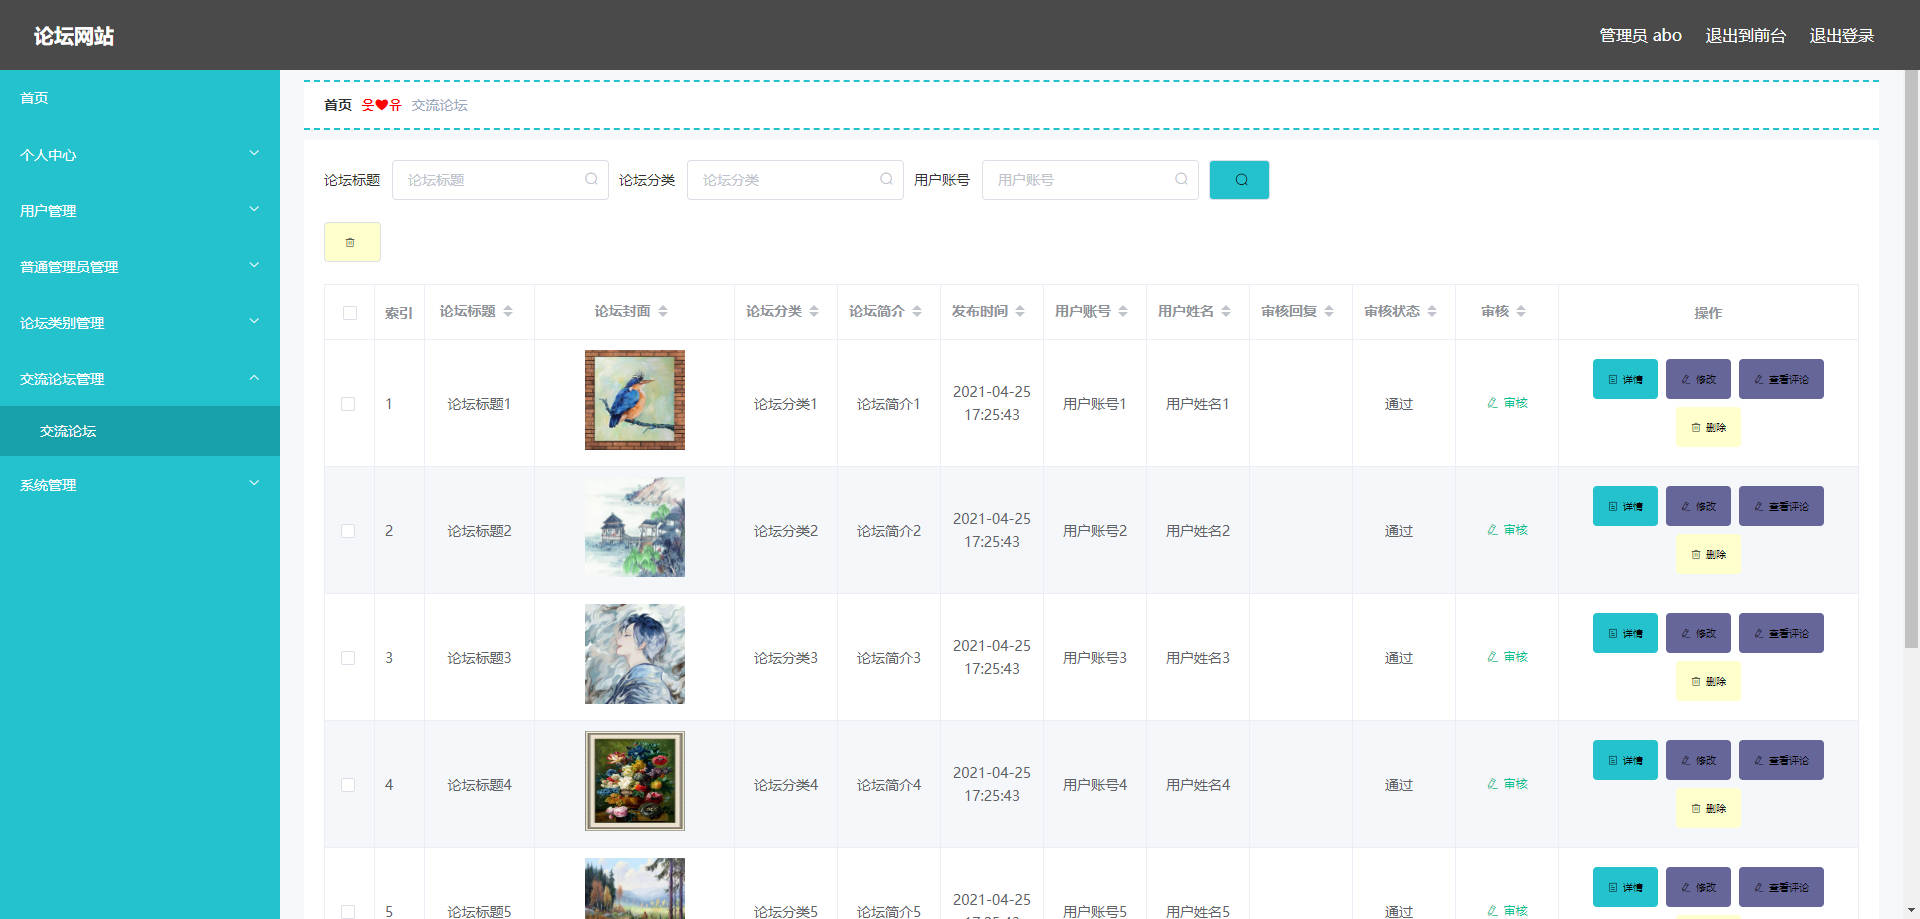 论坛网站
管理员 abo 退出到前台 退出登录
首页
个人中心
用户管理
普通管理员管理
论坛类别管理
交流论坛管理
交流论坛
系统管理
首页 웃❤유 交流论坛
论坛标题 论坛标题 论坛分类 论坛分类 用户账号 用户账号
索引 论坛标题 论坛封面 论坛分类 论坛简介 发布时间 用户账号 用户姓名 审核回复 审核状态 审核 操作
1 论坛标题1 论坛分类1 论坛简介1 2021-04-25 17:25:43 用户账号1 用户姓名1 通过 审核 详情 修改 查看评论
删除
2 论坛标题2 论坛分类2 论坛简介2 2021-04-25 17:25:43 用户账号2 用户姓名2 通过 审核 详情 修改 查看评论
删除
3 论坛标题3 论坛分类3 论坛简介3 2021-04-25 17:25:43 用户账号3 用户姓名3 通过 审核 详情 修改 查看评论
删除
4 论坛标题4 论坛分类4 论坛简介4 2021-04-25 17:25:43 用户账号4 用户姓名4 通过 审核 详情 修改 查看评论
删除
5 论坛标题5 论坛分类5 论坛简介5 2021-04-25 用户账号5 用户姓名5 通过 审核 详情 修改 查看评论